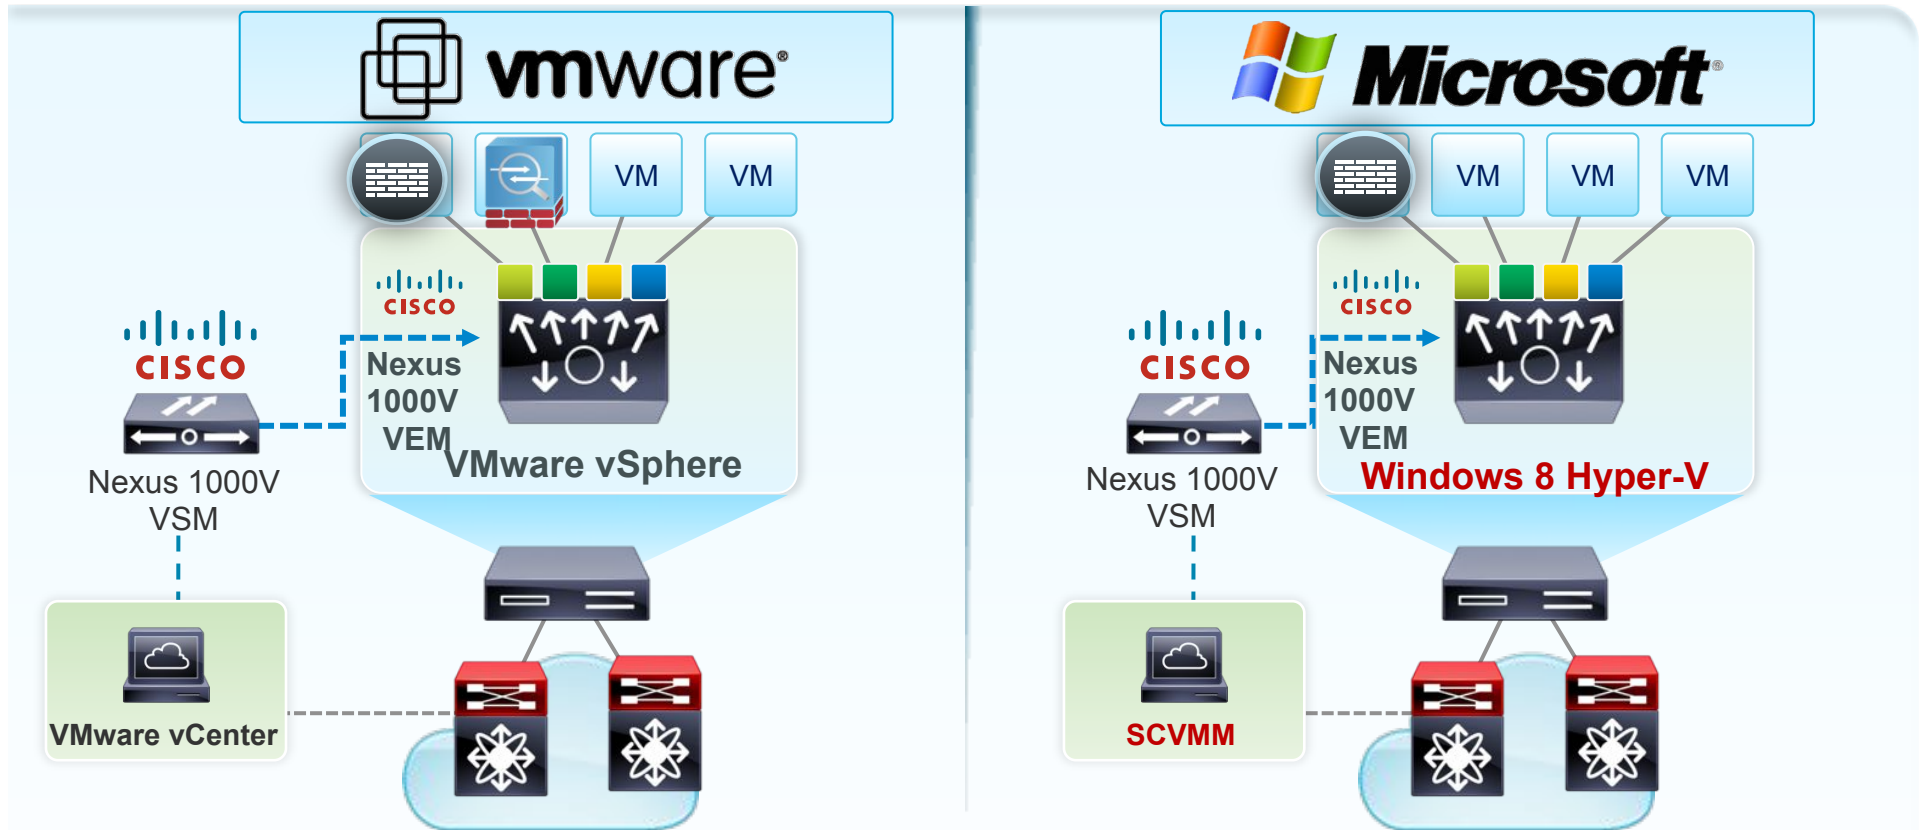 vmware®
VM
VM
CISCO
CISCO
Nexus
1000V
VEM
VMware vSphere
Nexus 1000V
VSM
VMware vCenter
Microsoft®
VM
VM
VM
CISCO
CISCO
Nexus
1000V
VEM
Windows 8 Hyper-V
Nexus 1000V
VSM
SCVMM